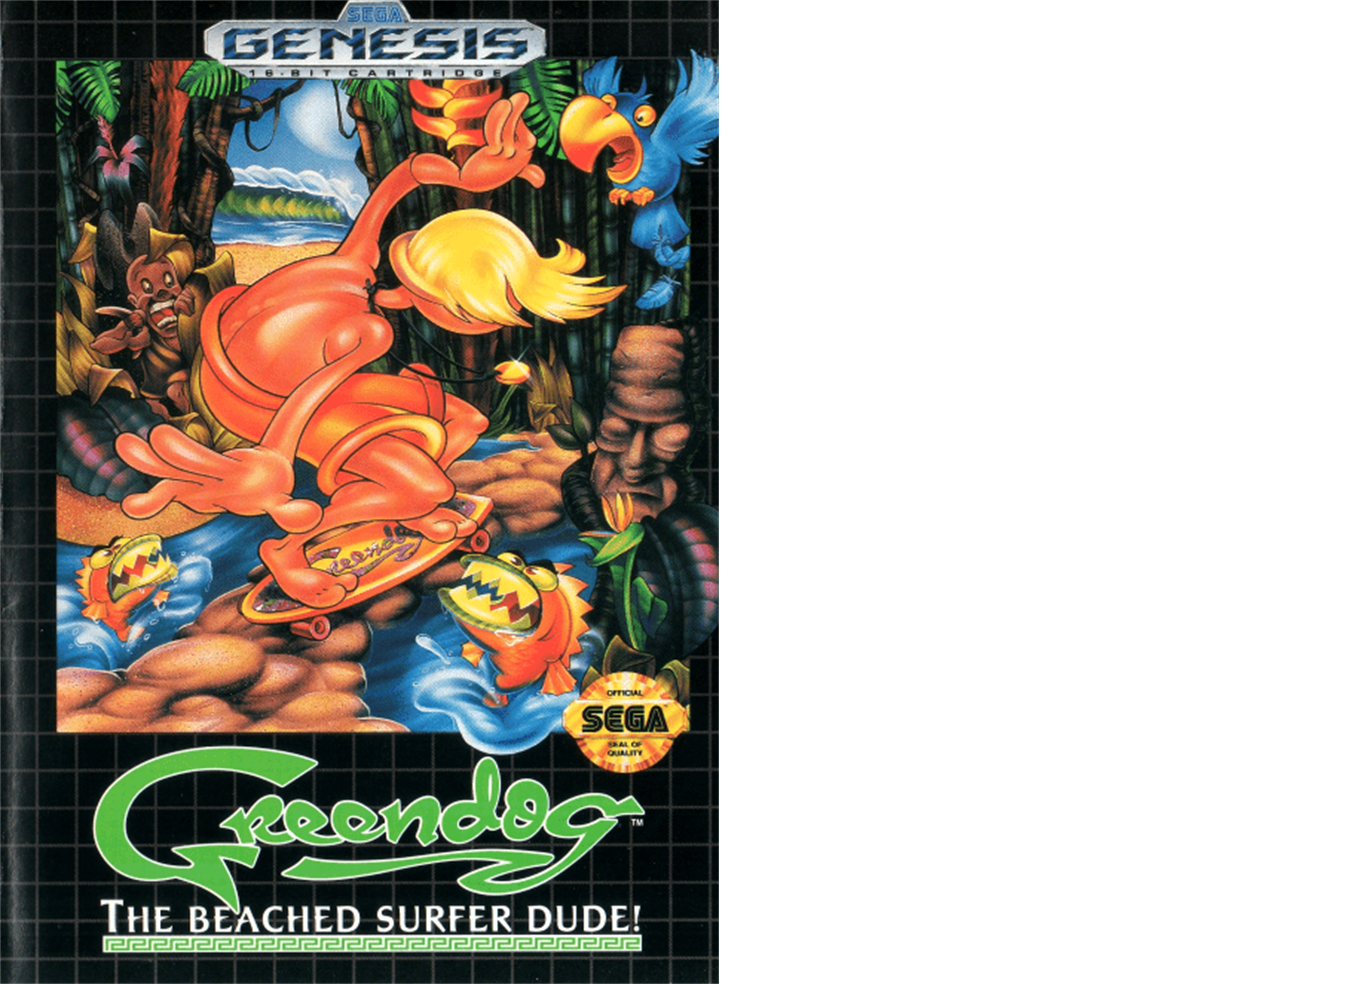 SEGA
GENESIS
16-BIT CARTRIDGE
Greendog
OFFICIAL
SEGA
SEAL OF
QUALITY
Greendog™
THE BEACHED SURFER DUDE!